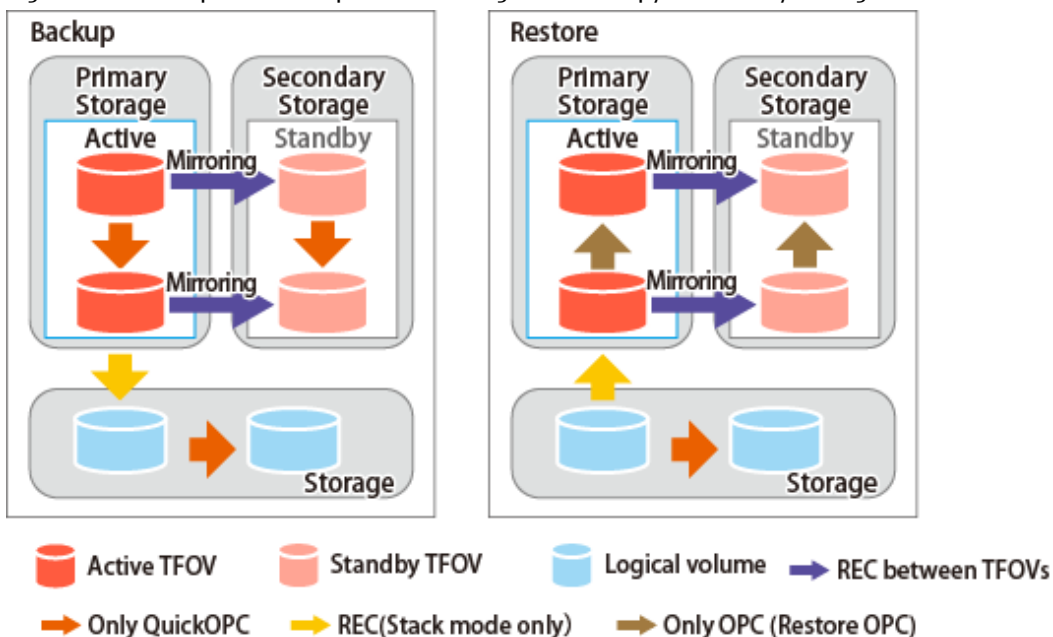 Backup
Primary
Storage
Secondary
Storage
Active
Standby
Mirroring
Mirroring
Storage
Restore
Primary
Storage
Secondary
Storage
Active
Standby
Mirroring
Mirroring
Storage
Active TFOV
Standby TFOV
Logical volume
REC between TFOVs
Only QuickOPC
REC(Stack mode only)
Only OPC (Restore OPC)